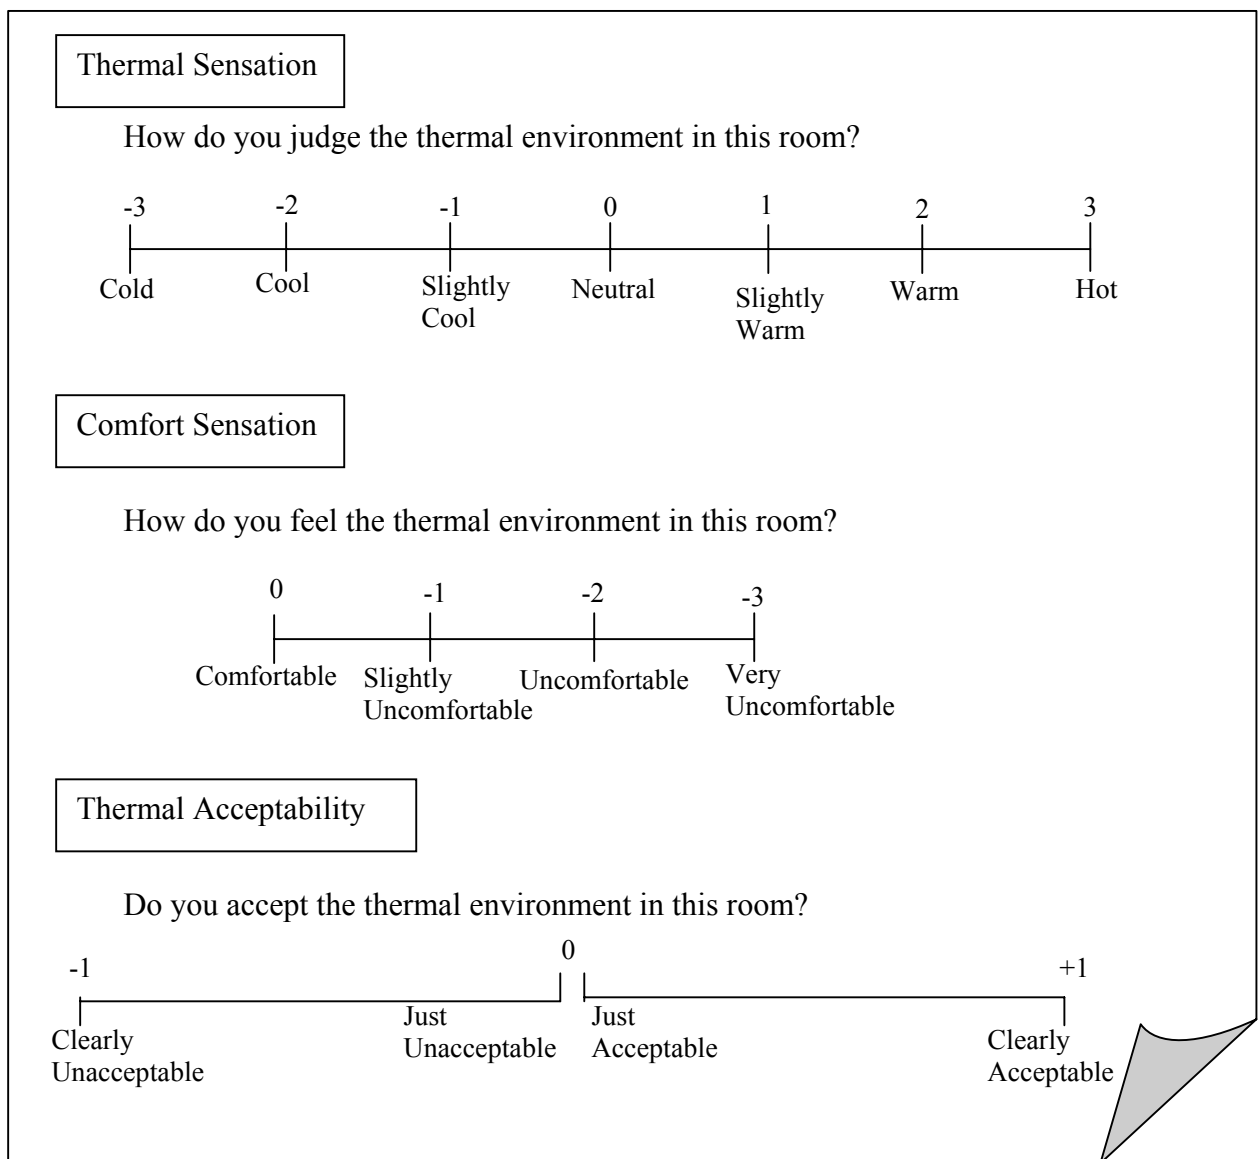 Thermal Sensation
How do you judge the thermal environment in this room?
-3 -2 -1 0 1 2 3
Cold Cool Slightly Neutral Slightly Warm Hot
Cool Warm
Comfort Sensation
How do you feel the thermal environment in this room?
0 -1 -2 -3
Comfortable Slightly Uncomfortable Very
Uncomfortable Uncomfortable
Thermal Acceptability
Do you accept the thermal environment in this room?
-1 0 +1
Just Just
Unacceptable Acceptable
Clearly Clearly
Unacceptable Acceptable